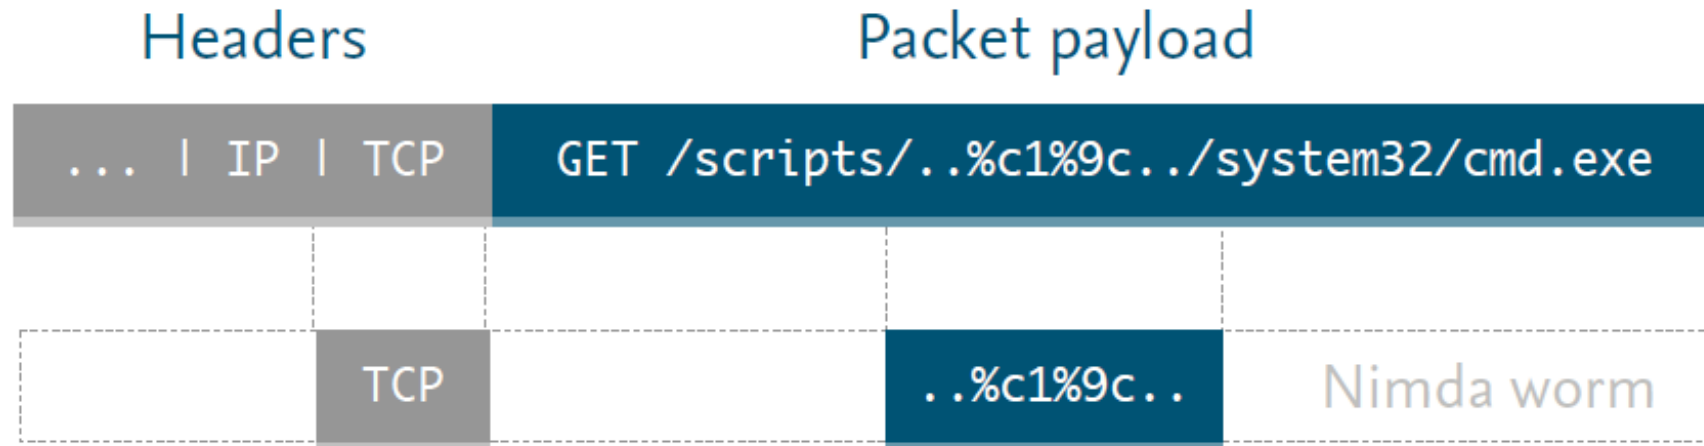 Headers Packet payload
... | IP | TCP GET /scripts/..%c1%9c../system32/cmd.exe
TCP ..%c1%9c.. Nimda worm